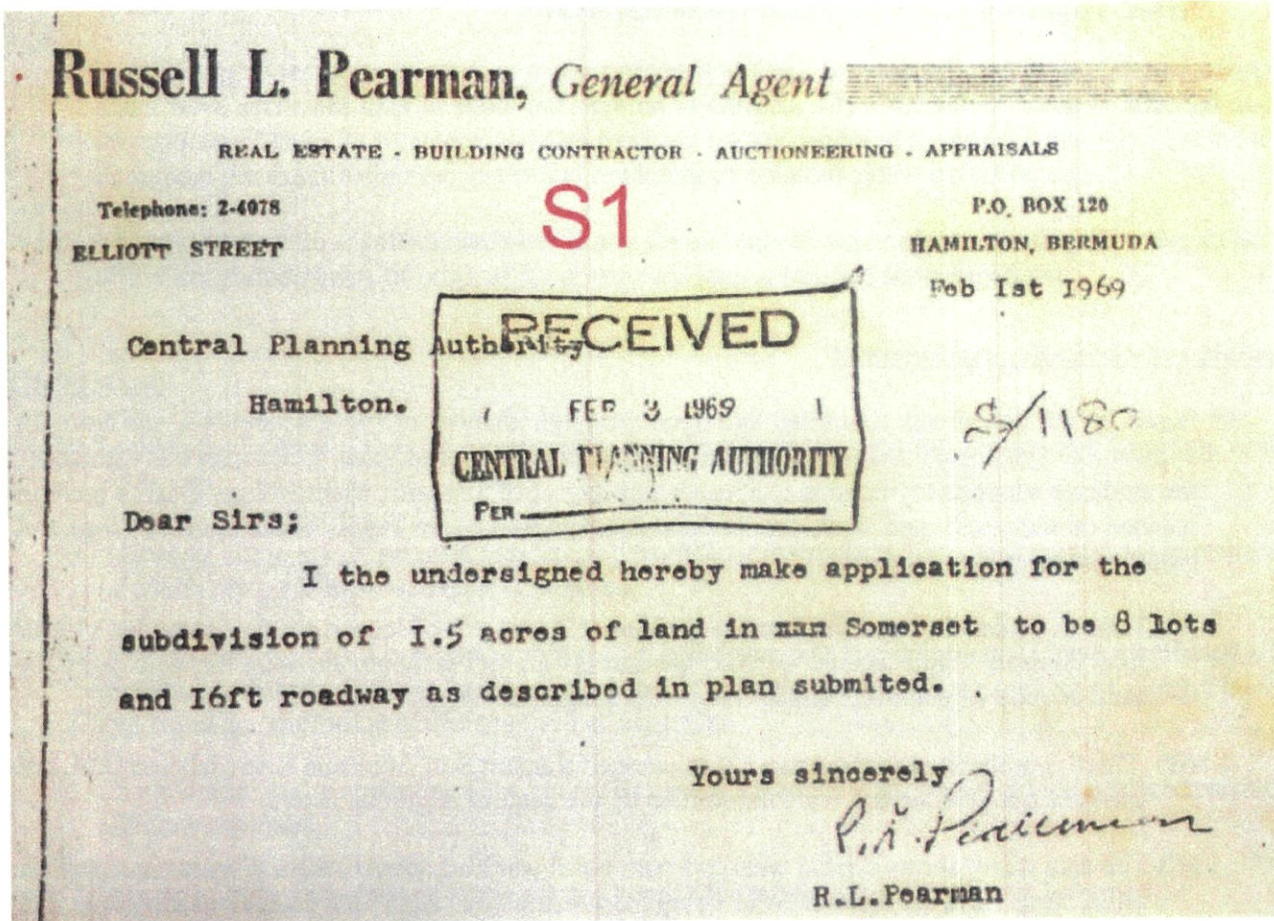 Russell L. Pearman, General Agent
REAL ESTATE - BUILDING CONTRACTOR - AUCTIONEERING - APPRAISALS
Telephone: 2-4078
ELLIOTT STREET
S1
P.O. BOX 120
HAMILTON, BERMUDA
Feb Ist 1969
Central Planning Authority
Hamilton.
RECEIVED
FEB 3 1969
CENTRAL PLANNING AUTHORITY
PER
S/1180
Dear Sirs;
I the undersigned hereby make application for the
subdivision of I.5 acres of land in xxx Somerset to be 8 lots
and I6ft roadway as described in plan submited.
Yours sincerely
R.L. Pearman
R.L.Pearman